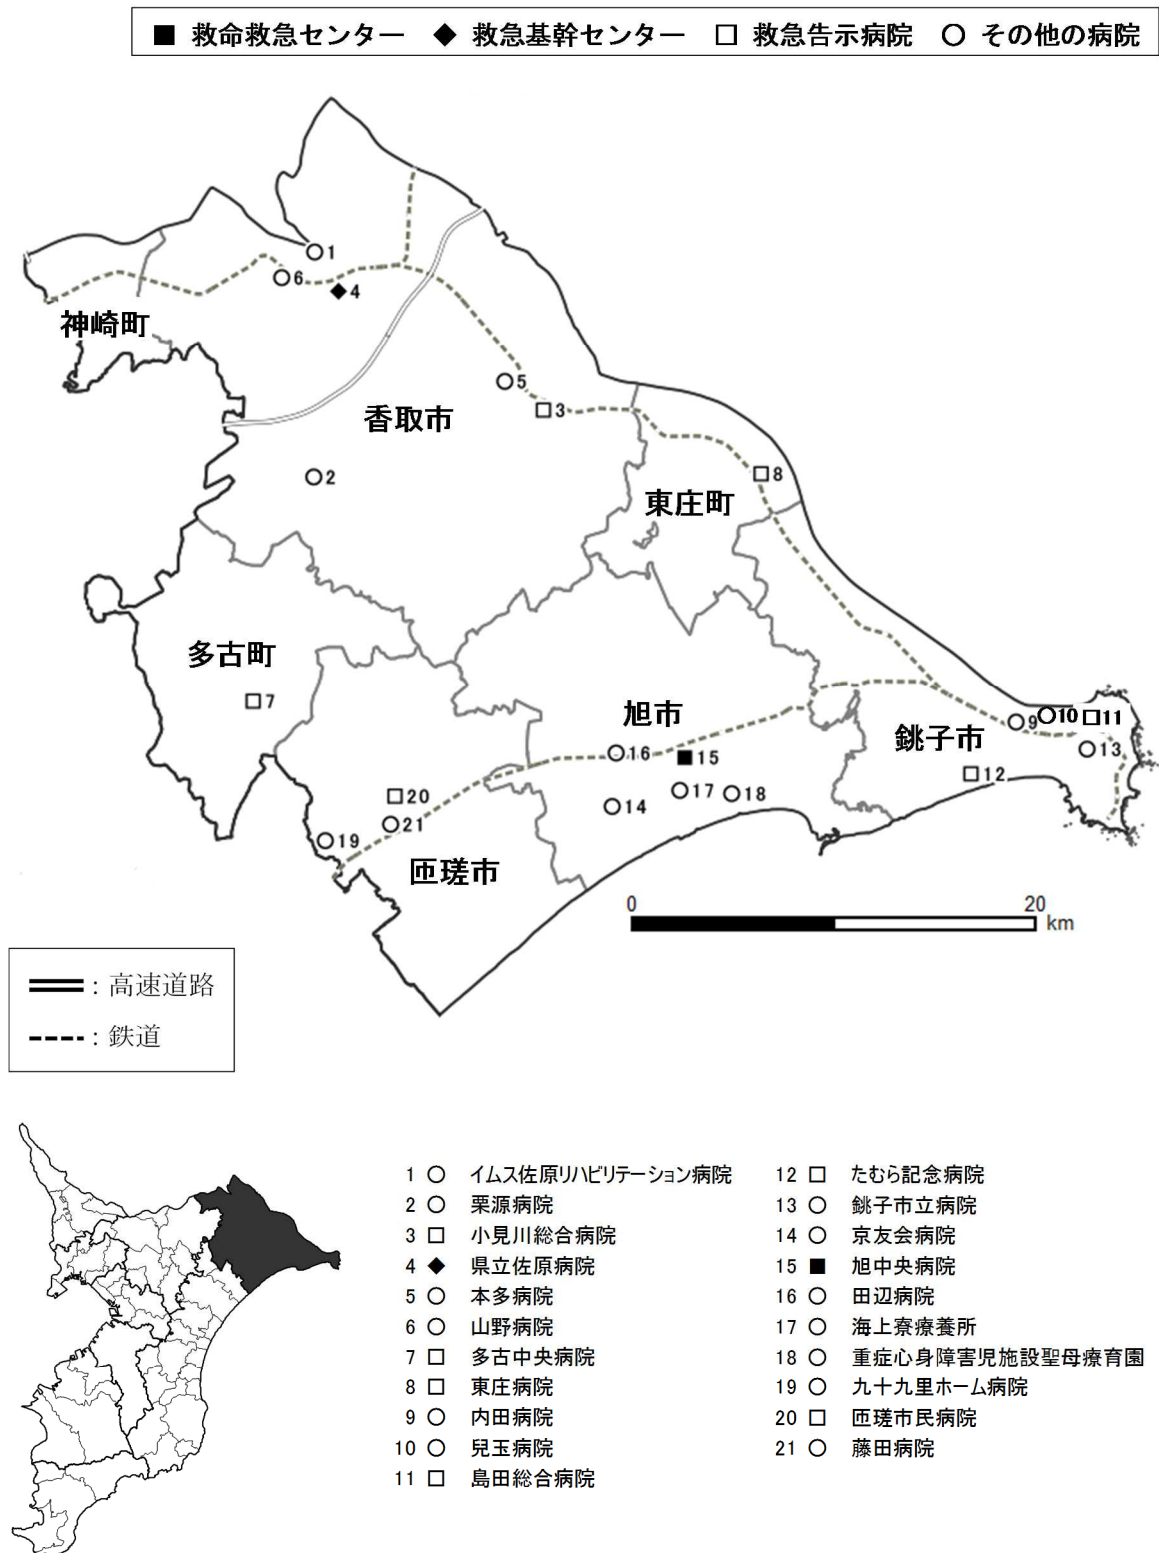 ■ 救命救急センター ◆ 救急基幹センター □ 救急告示病院 ○ その他の病院
1
6
4
神崎町
5
3
香取市
2
8
東庄町
多古町
7
旭市
9
10
11
銚子市
13
16
15
12
17
18
14
20
21
19
匝瑳市
0 20
km
: 高速道路
: 鉄道
1 ○ イムス佐原リハビリテーション病院
2 ○ 栗源病院
3 □ 小見川総合病院
4 ◆ 県立佐原病院
5 ○ 本多病院
6 ○ 山野病院
7 □ 多古中央病院
8 □ 東庄病院
9 ○ 内田病院
10 ○ 兒玉病院
11 □ 島田総合病院
12 □ たむら記念病院
13 ○ 銚子市立病院
14 ○ 京友会病院
15 ■ 旭中央病院
16 ○ 田辺病院
17 ○ 海上寮療養所
18 ○ 重症心身障害児施設聖母療育園
19 ○ 九十九里ホーム病院
20 □ 匝瑳市民病院
21 ○ 藤田病院